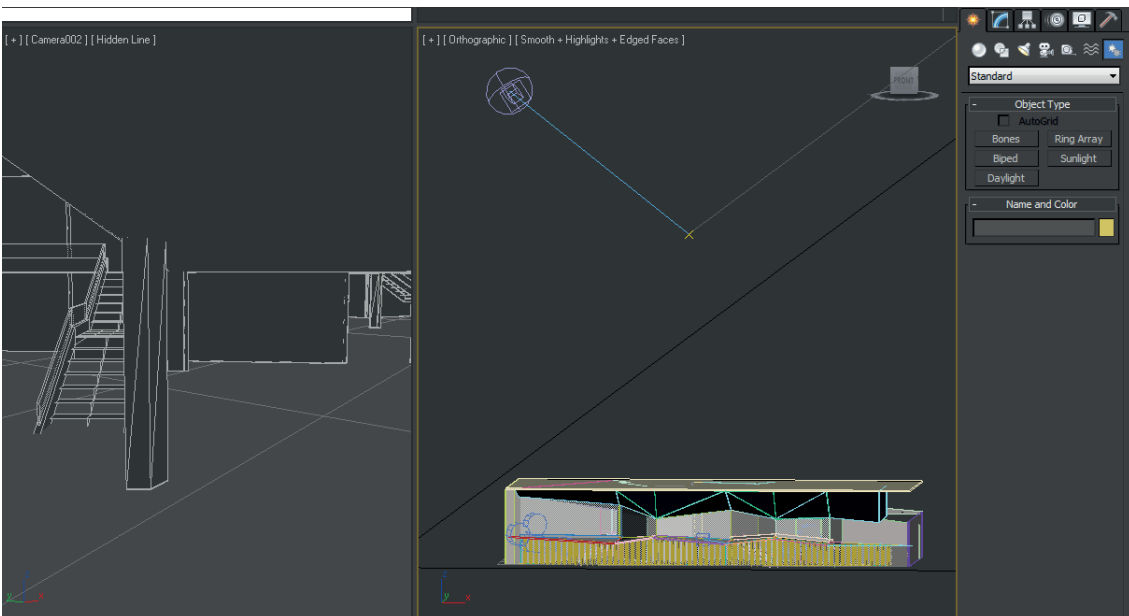 [ + ] [ Camera002 ] [ Hidden Line ]
[ + ] [ Orthographic ] [ Smooth + Highlights + Edged Faces ]
FRONT
Standard
- Object Type
AutoGrid
Bones Ring Array
Biped Sunlight
Daylight
- Name and Color
z
y x
y x